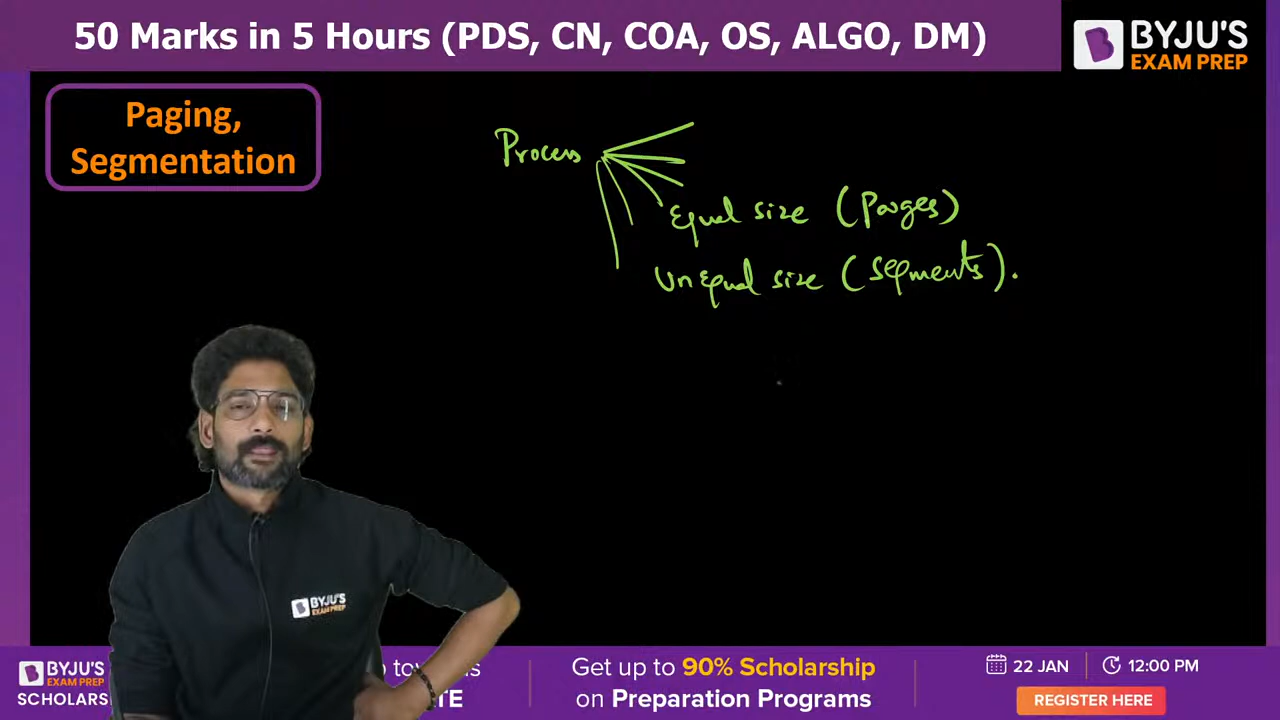 50 Marks in 5 Hours (PDS, CN, COA, OS, ALGO, DM)
BYJU'S
EXAM PREP
Paging,
Segmentation
Process
Equal size (Pages)
UnEqual size (segments).
BYJU'S
EXAM PREP
BYJU'S
EXAM PREP
SCHOLARS
Get up to 90% Scholarship
on Preparation Programs
22 JAN
12:00 PM
REGISTER HERE